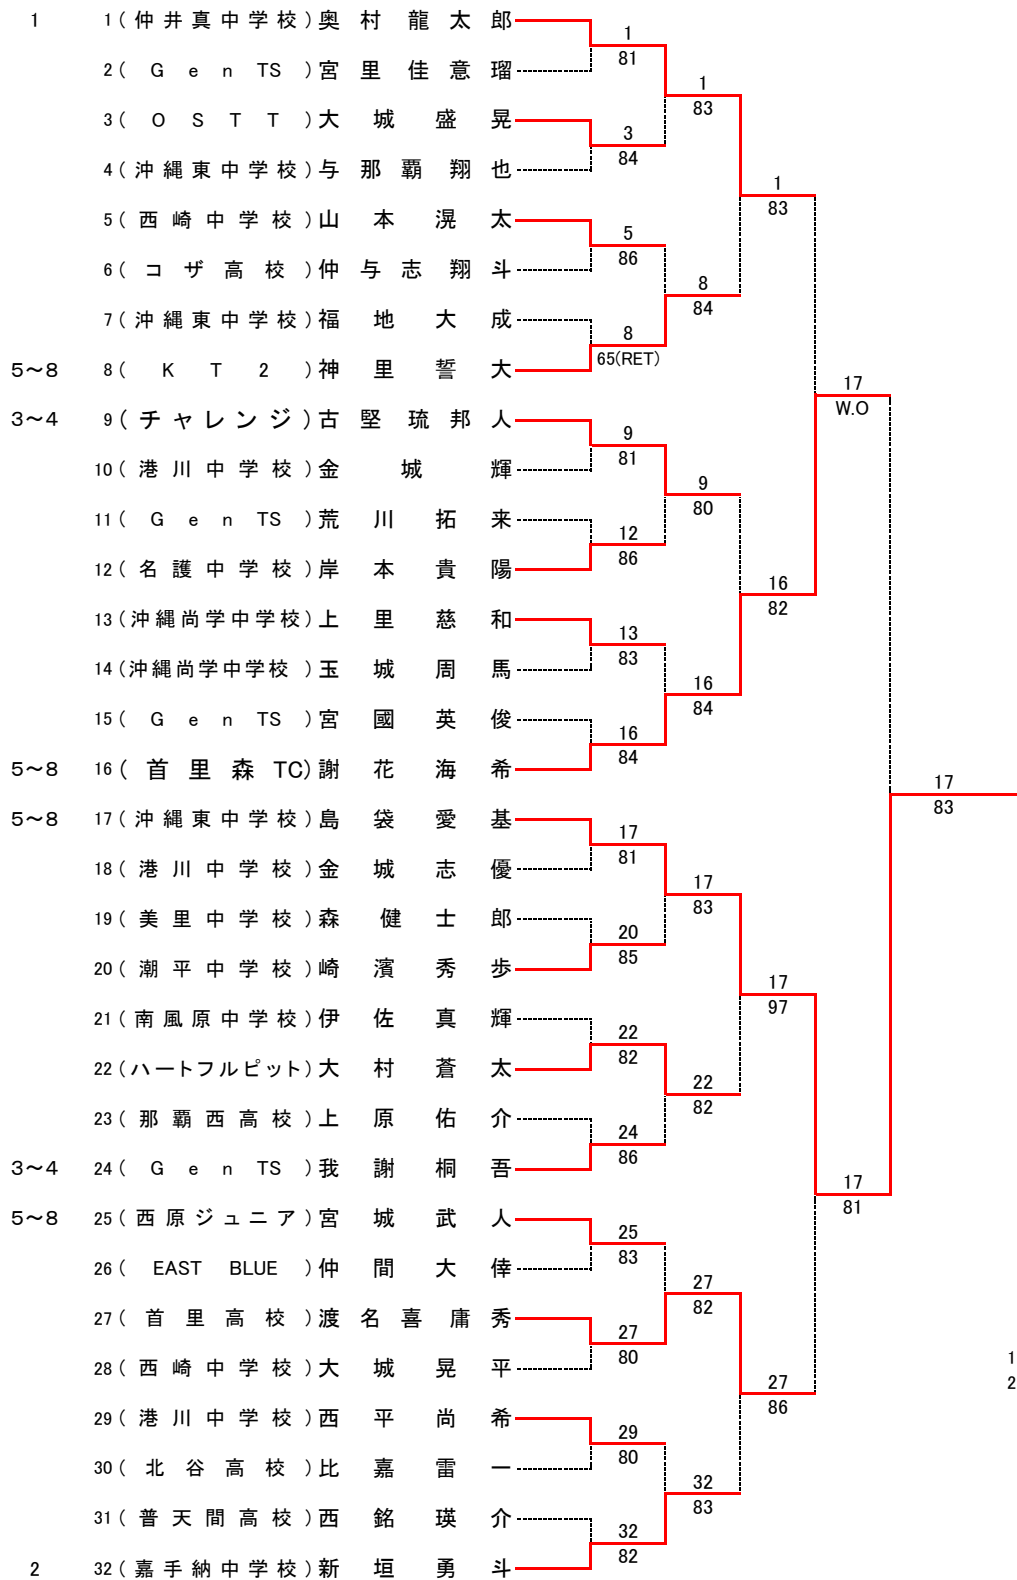 1 1 ( 仲井真中学校 ) 奥村龍太郎
1
81
2 ( GenTS ) 宮里佳意瑠
1
83
3 ( OSTT ) 大城盛晃
3
84
4 ( 沖縄東中学校 ) 与那覇翔也
1
83
5 ( 西崎中学校 ) 山本滉太
5
86
6 ( コザ高校 ) 仲与志翔斗
8
84
7 ( 沖縄東中学校 ) 福地大成
8
65(RET)
5～8 8 ( KT2 ) 神里誓大
17
W.O
3～4 9 ( チャレンジ ) 古堅琉邦人
9
81
10 ( 港川中学校 ) 金城輝
9
80
11 ( GenTS ) 荒川拓来
12
86
12 ( 名護中学校 ) 岸本貴陽
16
82
13 ( 沖縄尚学中学校 ) 上里慈和
13
83
14 ( 沖縄尚学中学校 ) 玉城周馬
16
84
15 ( GenTS ) 宮國英俊
16
84
5～8 16 ( 首里森TC ) 謝花海希
17
83
5～8 17 ( 沖縄東中学校 ) 島袋愛基
17
81
18 ( 港川中学校 ) 金城志優
17
83
19 ( 美里中学校 ) 森健士郎
20
85
20 ( 潮平中学校 ) 崎濱秀歩
17
97
21 ( 南風原中学校 ) 伊佐真輝
22
82
22 ( ハートフルピット ) 大村蒼太
22
82
23 ( 那覇西高校 ) 上原佑介
24
86
3～4 24 ( GenTS ) 我謝桐吾
17
81
5～8 25 ( 西原ジュニア ) 宮城武人
25
83
26 ( EAST BLUE ) 仲間大倖
27
82
27 ( 首里高校 ) 渡名喜庸秀
27
80
28 ( 西崎中学校 ) 大城晃平
1
2
27
86
29 ( 港川中学校 ) 西平尚希
29
80
30 ( 北谷高校 ) 比嘉雷一
32
83
31 ( 普天間高校 ) 西銘瑛介
32
82
2 32 ( 嘉手納中学校 ) 新垣勇斗